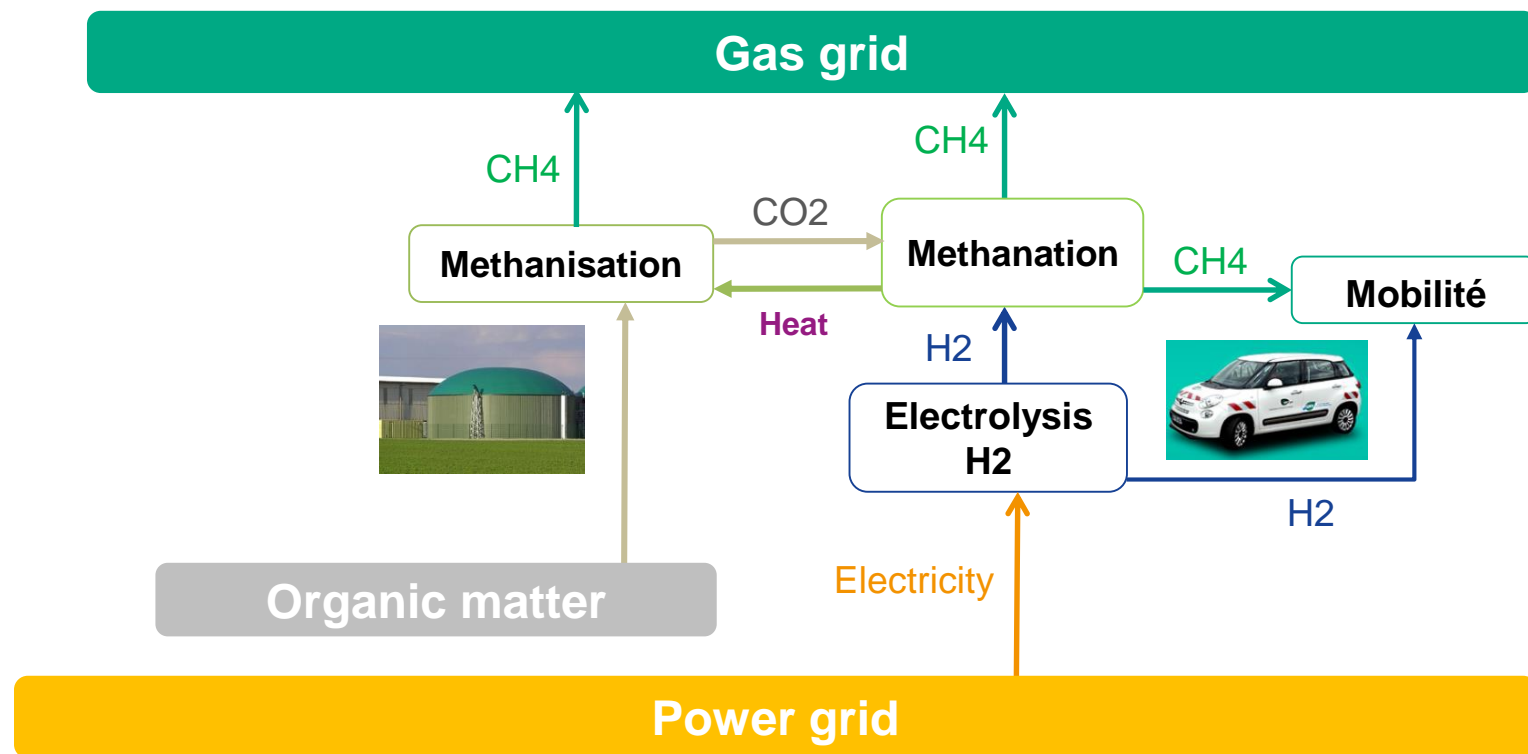 Gas grid
CH4
CH4
CO2
Methanisation
Methanation
CH4
Mobilité
Heat
H2
Electrolysis
H2
H2
Electricity
Organic matter
Power grid